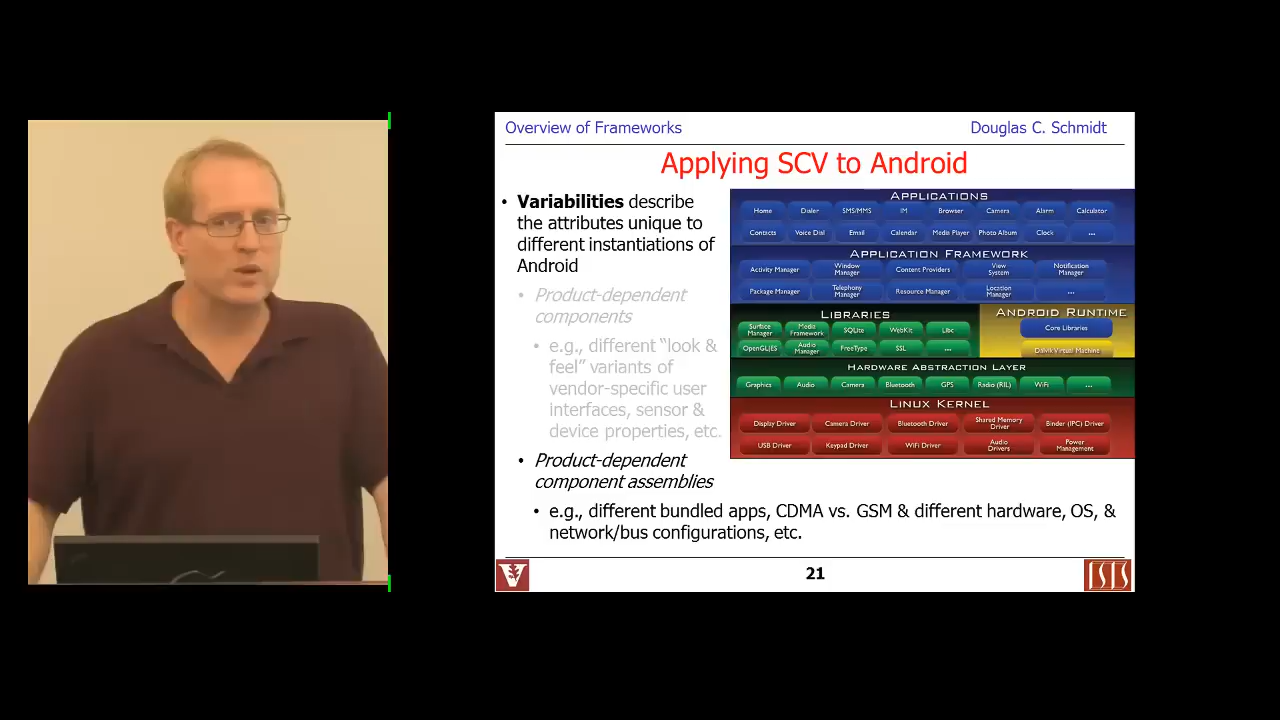 Overview of Frameworks
Douglas C. Schmidt
Applying SCV to Android
• Variabilities describe
the attributes unique to
different instantiations of
Android
• Product-dependent
components
• e.g., different “look &
feel” variants of
vendor-specific user
interfaces, sensor &
device properties, etc.
• Product-dependent
component assemblies
• e.g., different bundled apps, CDMA vs. GSM & different hardware, OS, &
network/bus configurations, etc.
APPLICATIONS
Home Dialer SMS/MMS IM Browser Camera Alarm Calculator
Contacts Voice Dial Email Calendar Media Player Photo Album Clock ...
APPLICATION FRAMEWORK
Activity Manager Window Manager Content Providers View System Notification Manager
Package Manager Telephony Manager Resource Manager Location Manager ...
LIBRARIES
Surface Manager Media Framework SQLite WebKit Libc
OpenGL|ES Audio Manager FreeType SSL ...
ANDROID RUNTIME
Core Libraries
Dalvik Virtual Machine
HARDWARE ABSTRACTION LAYER
Graphics Audio Camera Bluetooth GPS Radio (RIL) WiFi ...
LINUX KERNEL
Display Driver Camera Driver Bluetooth Driver Shared Memory Driver Binder (IPC) Driver
USB Driver Keypad Driver WiFi Driver Audio Drivers Power Management
V
21
ISIS